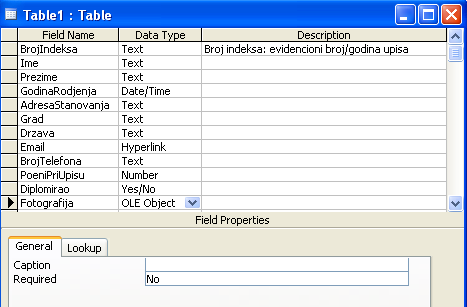 Table1 : Table
Field Name Data Type Description
BrojIndeksa Text Broj indeksa: evidencioni broj/godina upisa
Ime Text
Prezime Text
GodinaRodjenja Date/Time
AdresaStanovanja Text
Grad Text
Drzava Text
Email Hyperlink
BrojTelefona Text
PoeniPriUpisu Number
Diplomirao Yes/No
Fotografija OLE Object
Field Properties
General Lookup
Caption
Required No